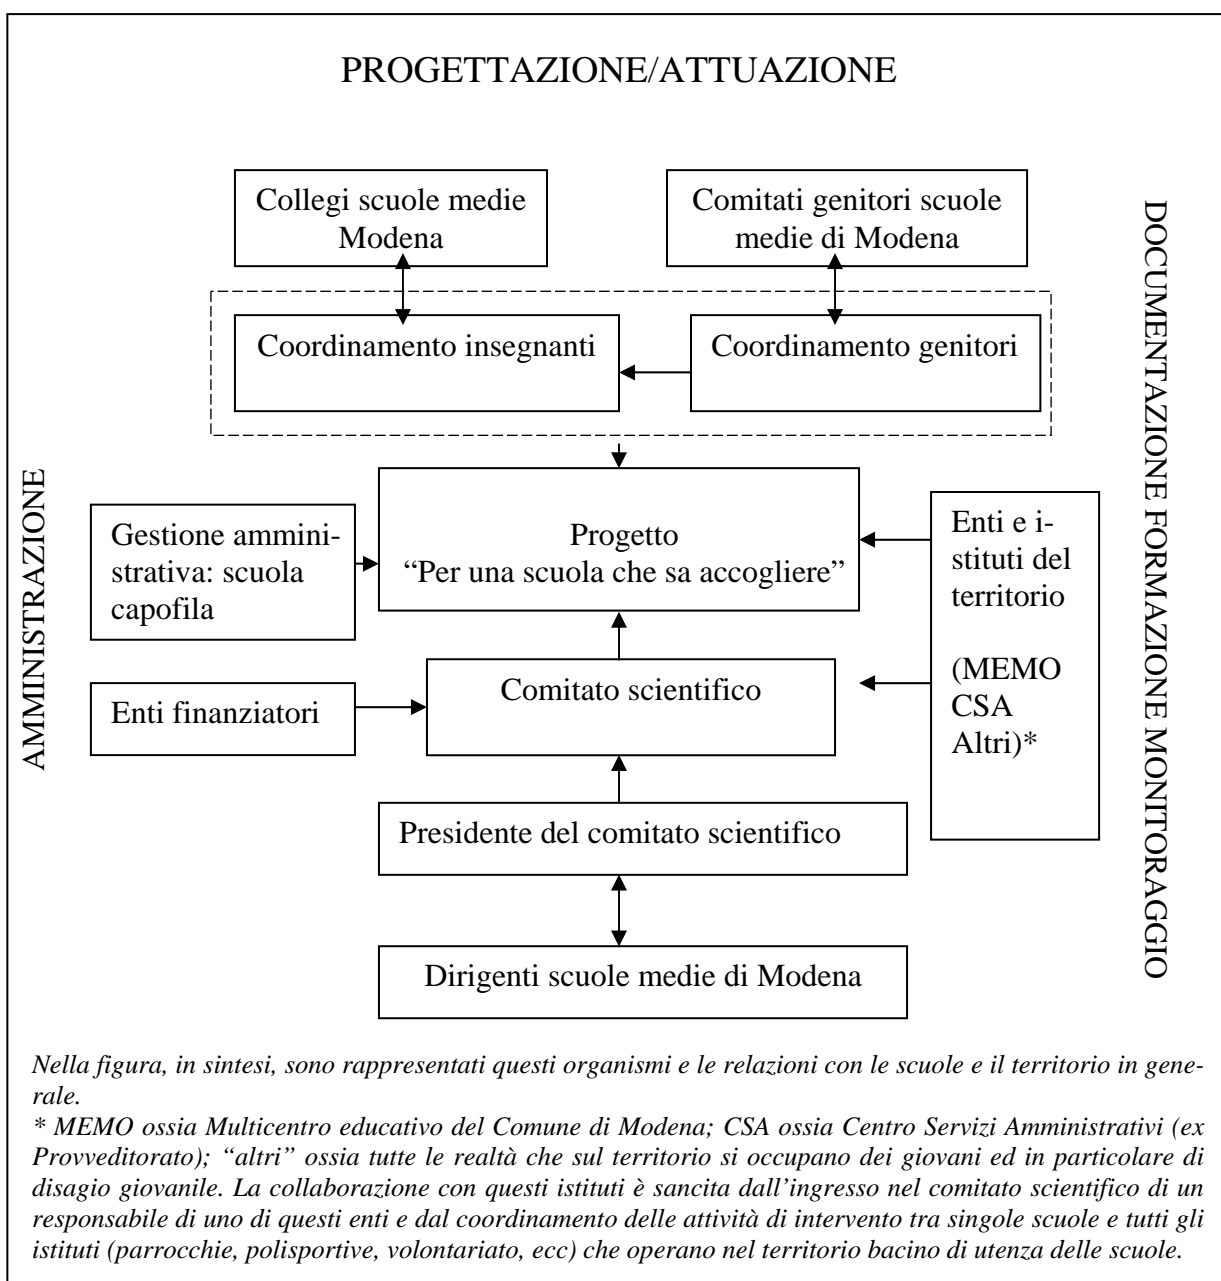 PROGETTAZIONE/ATTUAZIONE
Collegi scuole medie
Modena
Comitati genitori scuole
medie di Modena
Coordinamento insegnanti
Coordinamento genitori
DOCUMENTAZIONE FORMAZIONE MONITORAGGIO
AMMINISTRAZIONE
Gestione ammini-
strativa: scuola
capofila
Progetto
“Per una scuola che sa accogliere”
Enti e i-
stituti del
territorio
(MEMO
CSA
Altri)*
Enti finanziatori
Comitato scientifico
Presidente del comitato scientifico
Dirigenti scuole medie di Modena
Nella figura, in sintesi, sono rappresentati questi organismi e le relazioni con le scuole e il territorio in gene-
rale.
* MEMO ossia Multicentro educativo del Comune di Modena; CSA ossia Centro Servizi Amministrativi (ex
Provveditorato); “altri” ossia tutte le realtà che sul territorio si occupano dei giovani ed in particolare di
disagio giovanile. La collaborazione con questi istituti è sancita dall’ingresso nel comitato scientifico di un
responsabile di uno di questi enti e dal coordinamento delle attività di intervento tra singole scuole e tutti gli
istituti (parrocchie, polisportive, volontariato, ecc) che operano nel territorio bacino di utenza delle scuole.